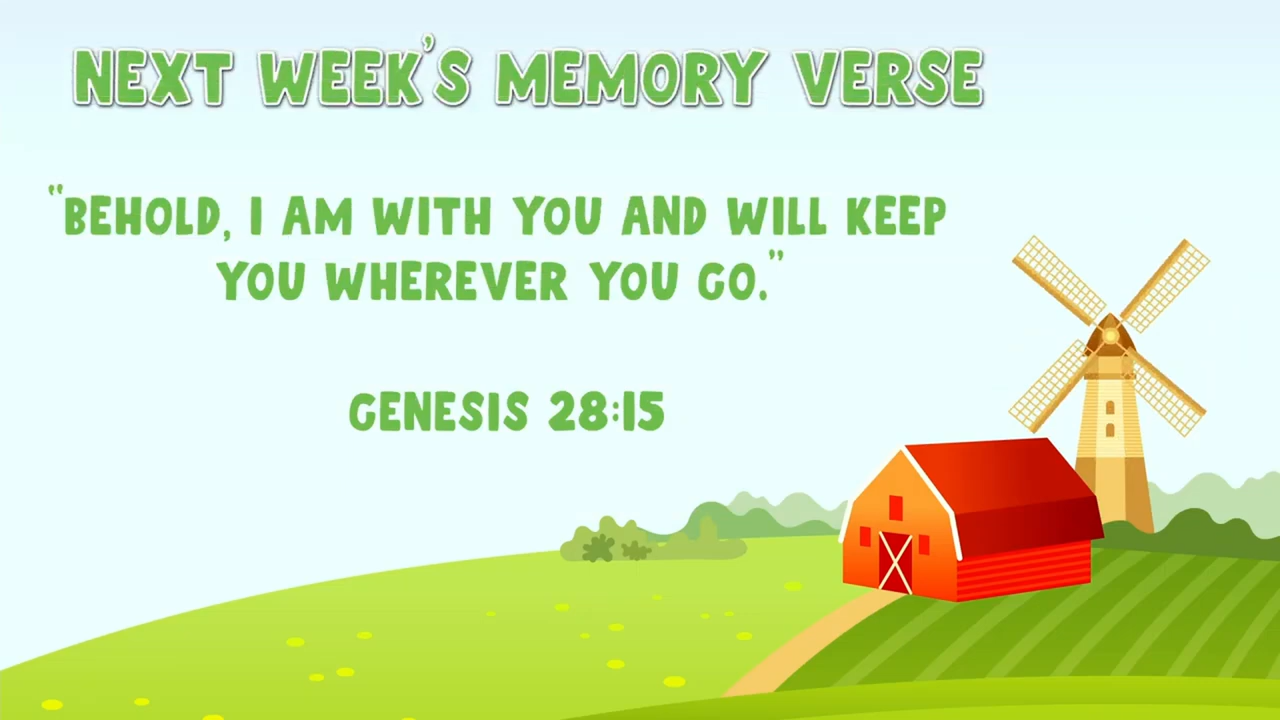 NEXT WEEK'S MEMORY VERSE
"BEHOLD, I AM WITH YOU AND WILL KEEP
YOU WHEREVER YOU GO."
GENESIS 28:15